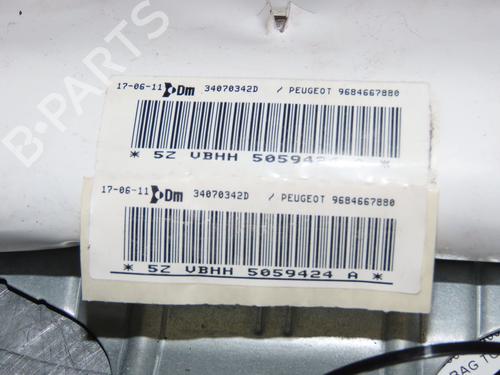 B-PARTS
17-06-11 Dm 34070342D / PEUGEOT 9684667880
* 5Z VBHH 5059424 A *
17-06-11 Dm 34070342D / PEUGEOT 9684667880
* 5Z VBHH 5059424 A *